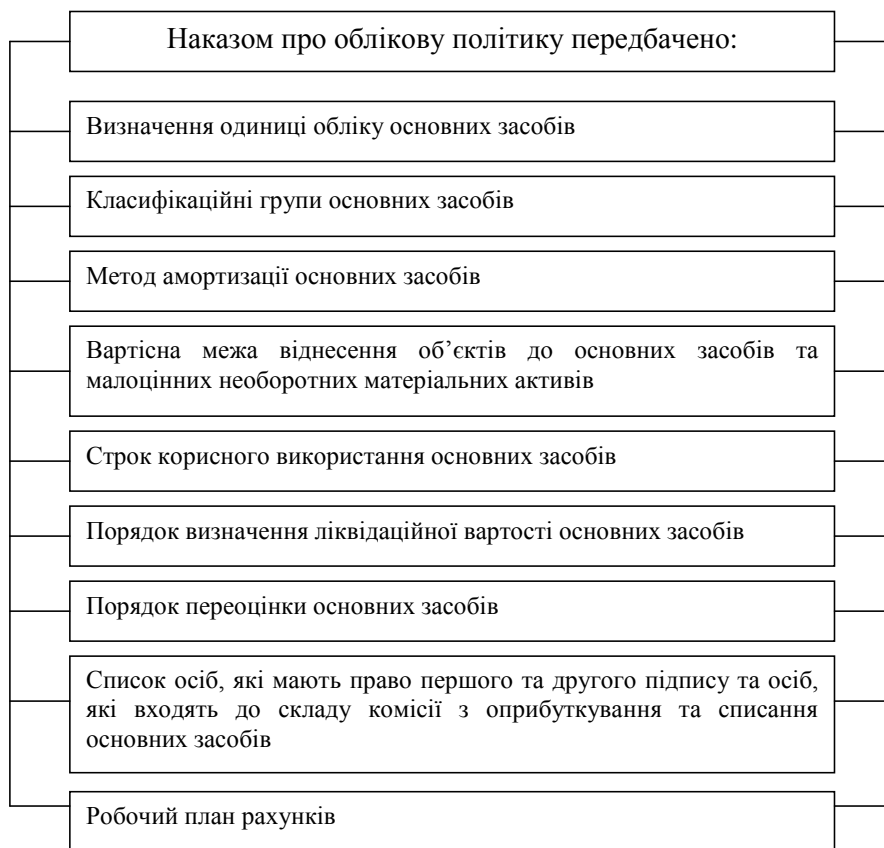 Наказом про облікову політику передбачено:
Визначення одиниці обліку основних засобів
Класифікаційні групи основних засобів
Метод амортизації основних засобів
Вартісна межа віднесення об’єктів до основних засобів та
малоцінних необоротних матеріальних активів
Строк корисного використання основних засобів
Порядок визначення ліквідаційної вартості основних засобів
Порядок переоцінки основних засобів
Список осіб, які мають право першого та другого підпису та осіб,
які входять до складу комісії з оприбуткування та списання
основних засобів
Робочий план рахунків